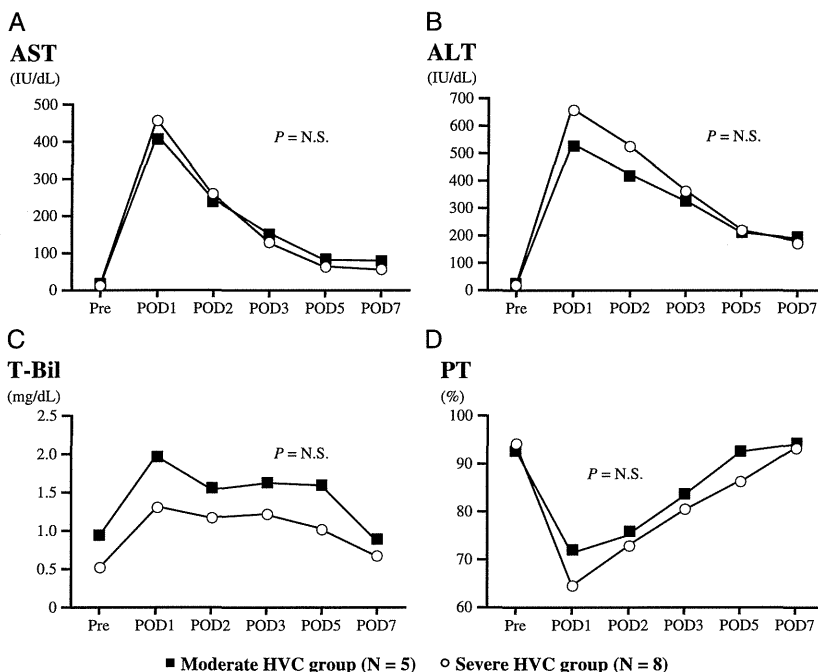 A
AST
(IU/dL)
500
400
300
200
100
0
P = N.S.
Pre POD1 POD2 POD3 POD5 POD7
B
ALT
(IU/dL)
700
600
500
400
300
200
100
0
P = N.S.
Pre POD1 POD2 POD3 POD5 POD7
C
T-Bil
(mg/dL)
2.5
2.0
1.5
1.0
0.5
0
P = N.S.
Pre POD1 POD2 POD3 POD5 POD7
D
PT
(%)
100
90
80
70
60
P = N.S.
Pre POD1 POD2 POD3 POD5 POD7
■ Moderate HVC group (N = 5) ○ Severe HVC group (N = 8)